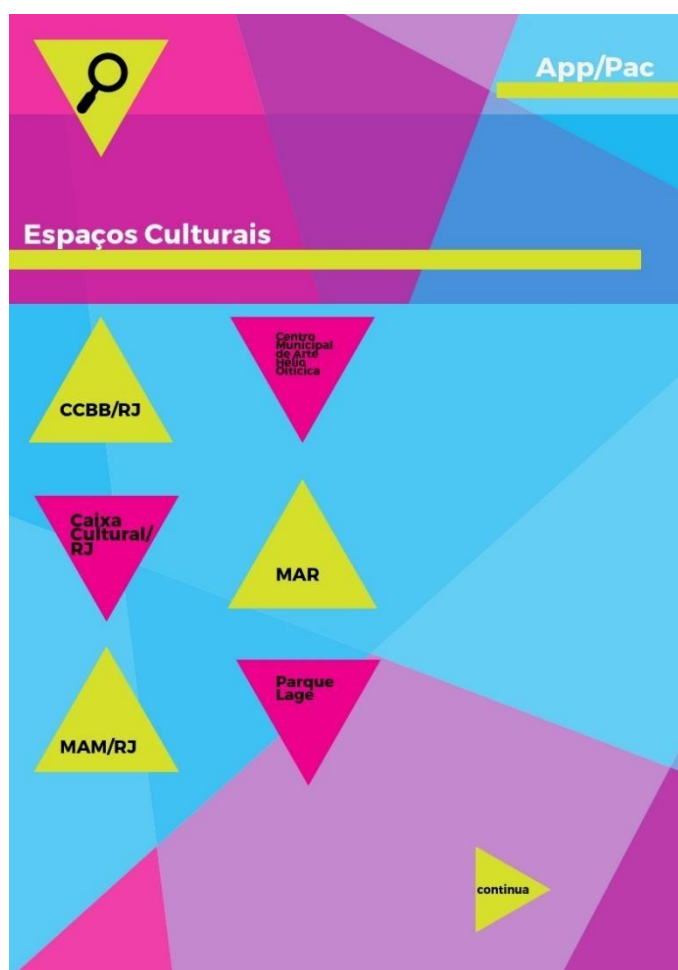 App/Pac
Espaços Culturais
CCBB/RJ
Centro
Municipal
de Arte
Hélio
Oiticica
Caixa
Cultural/
RJ
MAR
MAM/RJ
Parque
Lage
continua